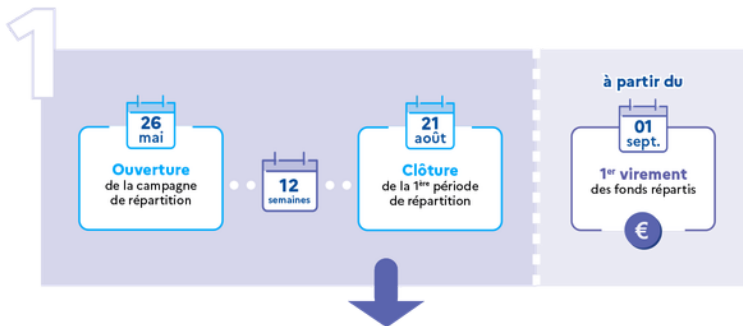 1
26
mai
Ouverture
de la campagne
de répartition
12
semaines
21
août
Clôture
de la 1ère période
de répartition
à partir du
01
sept.
1er virement
des fonds répartis
€